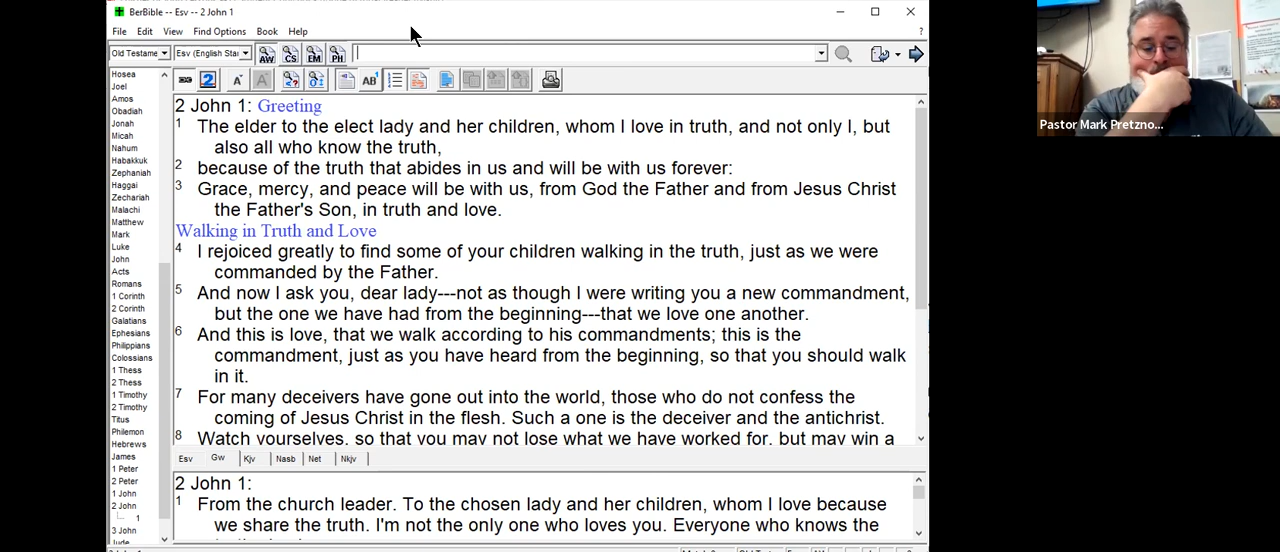 BerBible -- Esv -- 2 John 1
File Edit View Find Options Book Help ?
Old Testame Esv (English Star AW CS EM PH
Hosea
Joel
Amos
Obadiah
Jonah
Micah
Nahum
Habakkuk
Zephaniah
Haggai
Zechariah
Malachi
Matthew
Mark
Luke
John
Acts
Romans
1 Corinth
2 Corinth
Galatians
Ephesians
Philippians
Colossians
1 Thess
2 Thess
1 Timothy
2 Timothy
Titus
Philemon
Hebrews
James
1 Peter
2 Peter
1 John
2 John
1
3 John
Jude
2 John 1: Greeting
1 The elder to the elect lady and her children, whom I love in truth, and not only I, but
also all who know the truth,
2 because of the truth that abides in us and will be with us forever:
3 Grace, mercy, and peace will be with us, from God the Father and from Jesus Christ
the Father's Son, in truth and love.
Walking in Truth and Love
4 I rejoiced greatly to find some of your children walking in the truth, just as we were
commanded by the Father.
5 And now I ask you, dear lady---not as though I were writing you a new commandment,
but the one we have had from the beginning---that we love one another.
6 And this is love, that we walk according to his commandments; this is the
commandment, just as you have heard from the beginning, so that you should walk
in it.
7 For many deceivers have gone out into the world, those who do not confess the
coming of Jesus Christ in the flesh. Such a one is the deceiver and the antichrist.
8 Watch yourselves, so that you may not lose what we have worked for, but may win a
Esv Gw Kjv Nasb Net Nkjv
2 John 1:
1 From the church leader. To the chosen lady and her children, whom I love because
we share the truth. I'm not the only one who loves you. Everyone who knows the
Pastor Mark Pretzno...